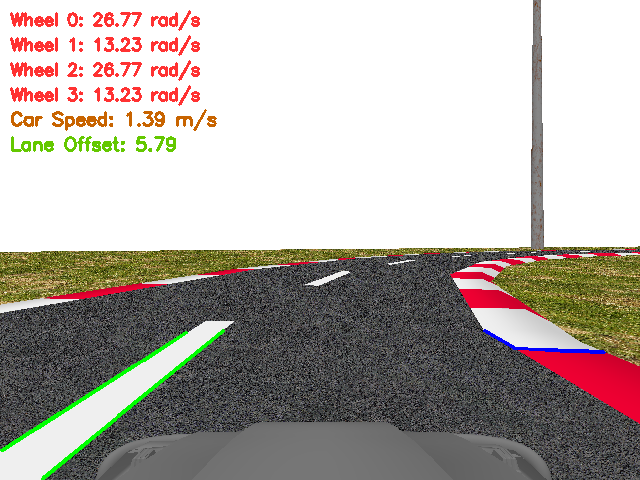 Wheel 0: 26.77 rad/s
Wheel 1: 13.23 rad/s
Wheel 2: 26.77 rad/s
Wheel 3: 13.23 rad/s
Car Speed: 1.39 m/s
Lane Offset: 5.79